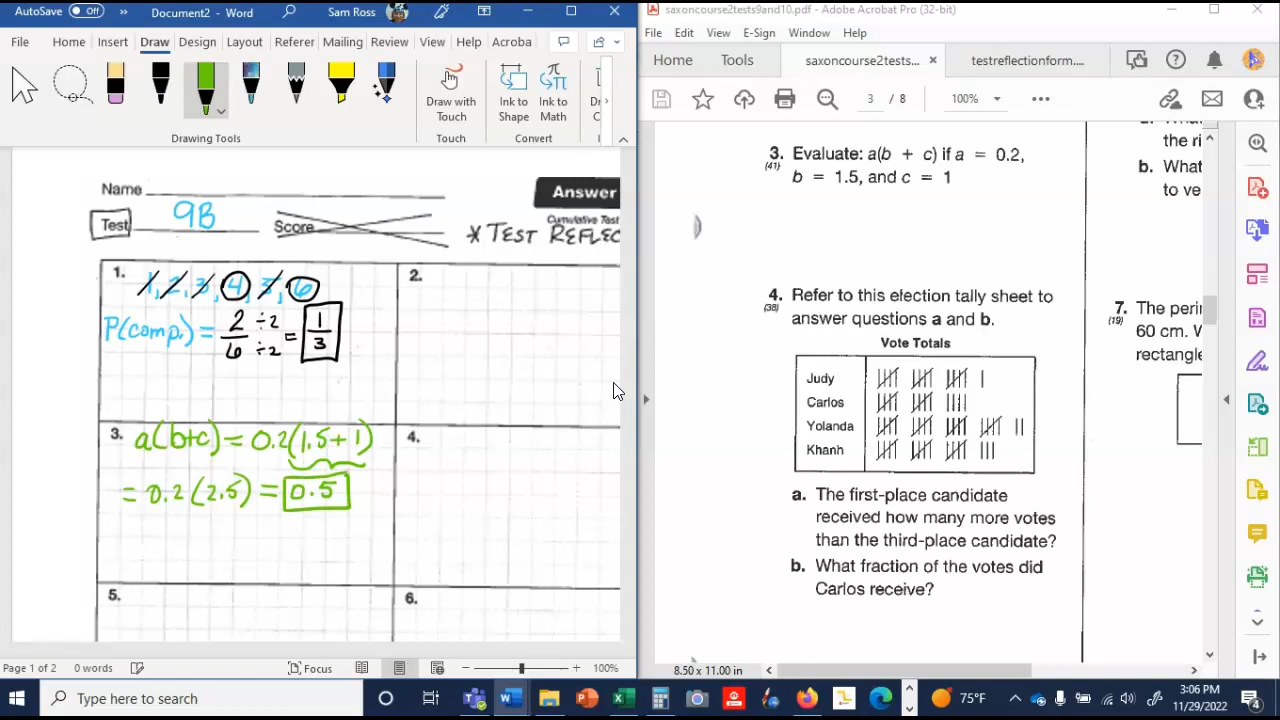 AutoSave Off Document2 - Word Sam Ross
File Home Insert Draw Design Layout Referer Mailing Review View Help Acroba
Draw with Touch
Ink to Shape
Ink to Math
Drawing Tools Touch Convert
Name Answer
Test 9B Score Cumulative Test
* TEST REFLEC
1. 1, 2, 3, 4, 5, 6
P(comp.) = 2/6 ÷2/÷2 = 1/3
2.
3. a(b+c) = 0.2(1.5+1)
= 0.2(2.5) = 0.5
4.
5.
6.
Page 1 of 2 0 words Focus 100%
saxoncourse2tests9and10.pdf - Adobe Acrobat Pro (32-bit)
File Edit View E-Sign Window Help
Home Tools saxoncourse2tests... × testreflectionform....
3 / 8 100%
3. Evaluate: a(b + c) if a = 0.2,
(41) b = 1.5, and c = 1
4. Refer to this election tally sheet to
(38) answer questions a and b.
Vote Totals
Judy
Carlos
Yolanda
Khanh
a. The first-place candidate
received how many more votes
than the third-place candidate?
b. What fraction of the votes did
Carlos receive?
the ri
b. What
to ve
7. The perir
(19) 60 cm. W
rectangle
8.50 x 11.00 in
Type here to search
75°F
3:06 PM
11/29/2022
4